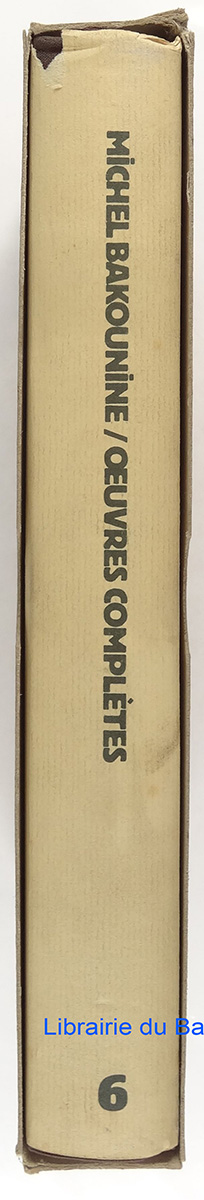 MiCHEL BAKOUNiNE / ŒUVRES COMPLÈTES
Librairie du Ba
6